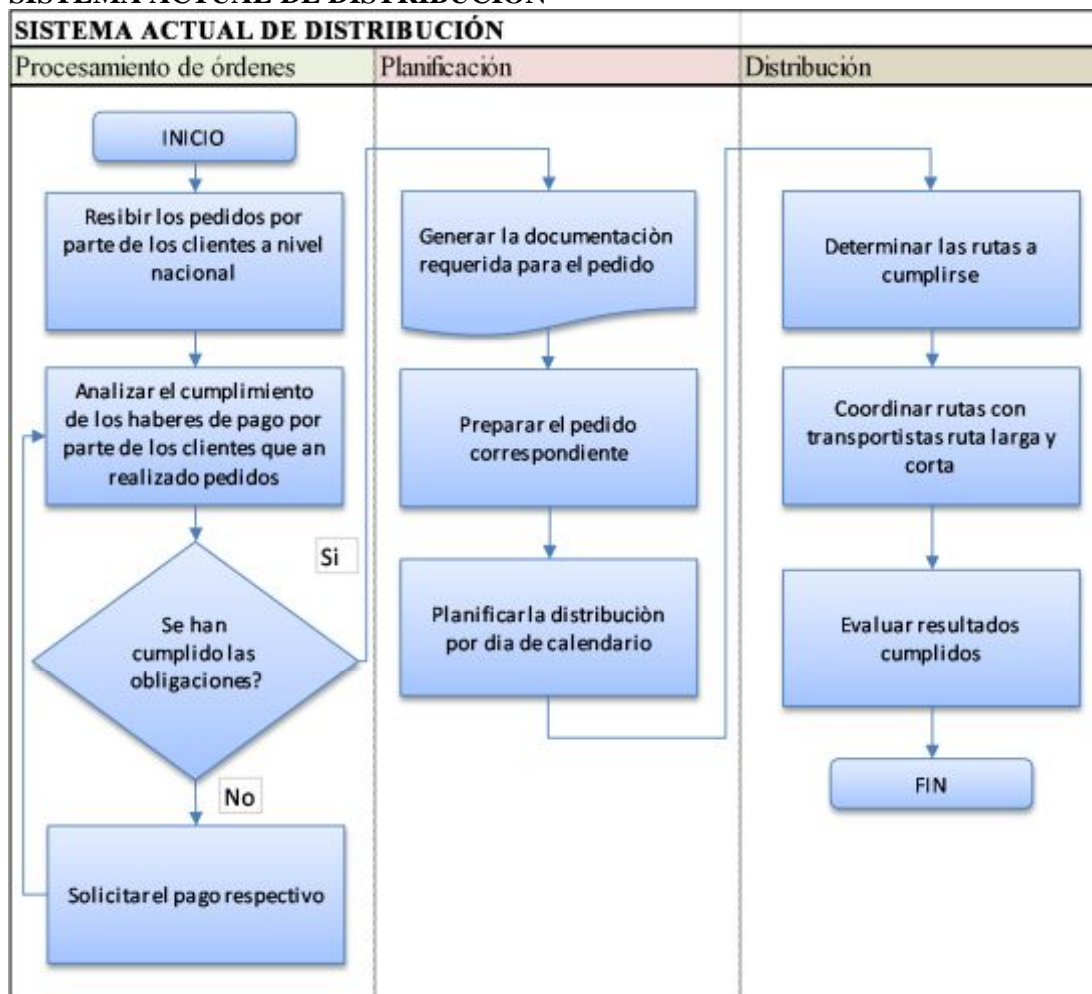 SISTEMA ACTUAL DE DISTRIBUCIÓN
Procesamiento de órdenes
Planificación
Distribución
INICIO
Resibir los pedidos por
parte de los clientes a nivel
nacional
Analizar el cumplimiento
de los haberes de pago por
parte de los clientes que an
realizado pedidos
Se han
cumplido las
obligaciones?
Si
No
Solicitar el pago respectivo
Generar la documentaciòn
requerida para el pedido
Preparar el pedido
correspondiente
Planificar la distribuciòn
por dia de calendario
Determinar las rutas a
cumplirse
Coordinar rutas con
transportistas ruta larga y
corta
Evaluar resultados
cumplidos
FIN